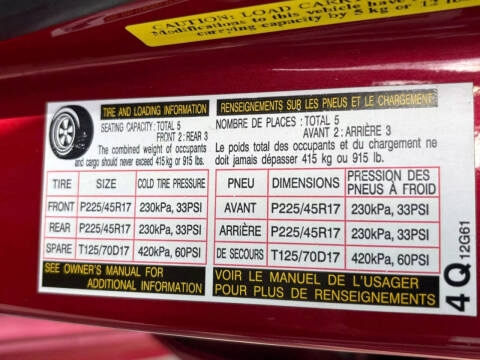 CAUTION: LOAD CARR
Modifications to this vehicle have
carrying capacity by 5 kg or 12 lb
TIRE AND LOADING INFORMATION
SEATING CAPACITY: TOTAL 5
FRONT 2: REAR 3
The combined weight of occupants
and cargo should never exceed 415 kg or 915 lbs.
TIRE SIZE COLD TIRE PRESSURE
FRONT P225/45R17 230kPa, 33PSI
REAR P225/45R17 230kPa, 33PSI
SPARE T125/70D17 420kPa, 60PSI
SEE OWNER'S MANUAL FOR
ADDITIONAL INFORMATION
RENSEIGNEMENTS SUR LES PNEUS ET LE CHARGEMENT
NOMBRE DE PLACES : TOTAL 5
AVANT 2: ARRIÈRE 3
Le poids total des occupants et du chargement ne
doit jamais dépasser 415 kg ou 915 lb.
PNEU DIMENSIONS PRESSION DES
PNEUS À FROID
AVANT P225/45R17 230kPa, 33PSI
ARRIÈRE P225/45R17 230kPa, 33PSI
DE SECOURS T125/70D17 420kPa, 60PSI
VOIR LE MANUEL DE L'USAGER
POUR PLUS DE RENSEIGNEMENTS
4Q 12G61